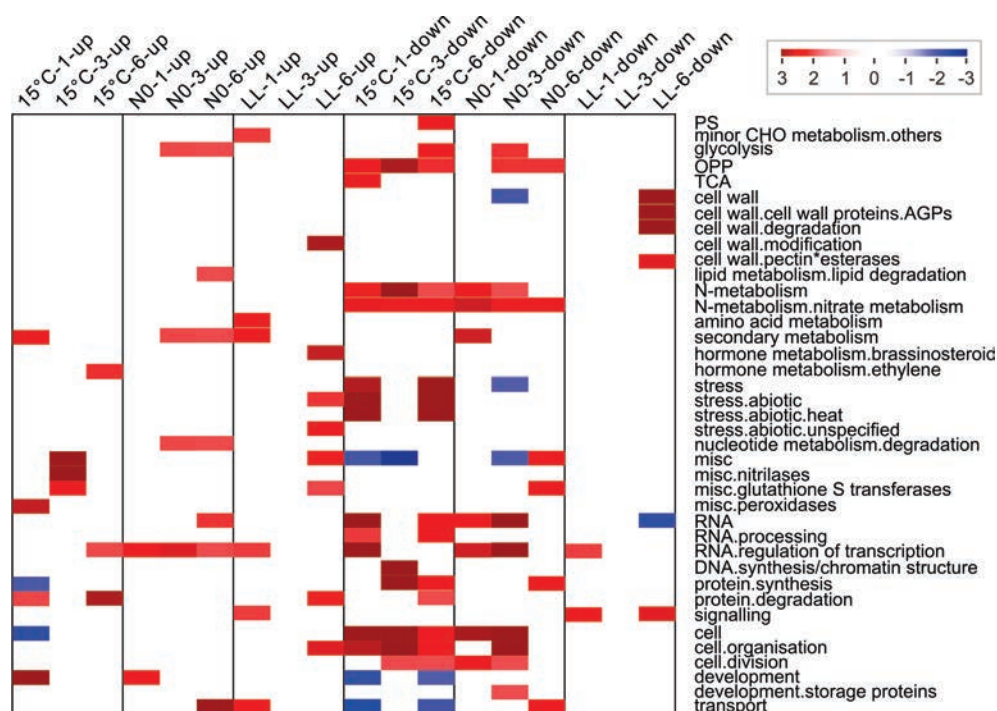 15°C-1-up
15°C-3-up
15°C-6-up
N0-1-up
N0-3-up
N0-6-up
LL-1-up
LL-3-up
LL-6-up
15°C-1-down
15°C-3-down
15°C-6-down
N0-1-down
N0-3-down
N0-6-down
LL-1-down
LL-3-down
LL-6-down
3 2 1 0 -1 -2 -3
PS
minor CHO metabolism.others
glycolysis
OPP
TCA
cell wall
cell wall.cell wall proteins.AGPs
cell wall.degradation
cell wall.modification
cell wall.pectin*esterases
lipid metabolism.lipid degradation
N-metabolism
N-metabolism.nitrate metabolism
amino acid metabolism
secondary metabolism
hormone metabolism.brassinosteroid
hormone metabolism.ethylene
stress
stress.abiotic
stress.abiotic.heat
stress.abiotic.unspecified
nucleotide metabolism.degradation
misc
misc.nitrilases
misc.glutathione S transferases
misc.peroxidases
RNA
RNA.processing
RNA.regulation of transcription
DNA.synthesis/chromatin structure
protein.synthesis
protein.degradation
signalling
cell
cell.organisation
cell.division
development
development.storage proteins
transport